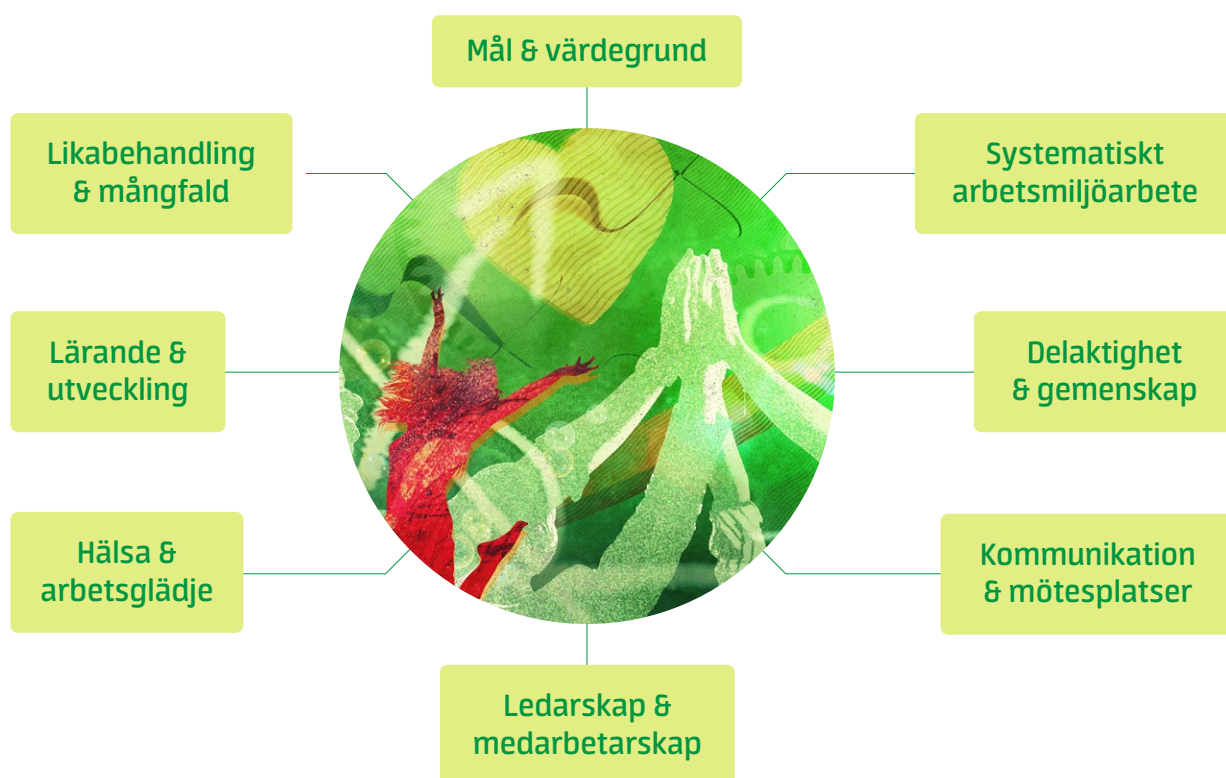 Mål & värdegrund
Likabehandling
& mångfald
Systematiskt
arbetsmiljöarbete
Lärande &
utveckling
Delaktighet
& gemenskap
Hälsa &
arbetsglädje
Kommunikation
& mötesplatser
Ledarskap &
medarbetarskap